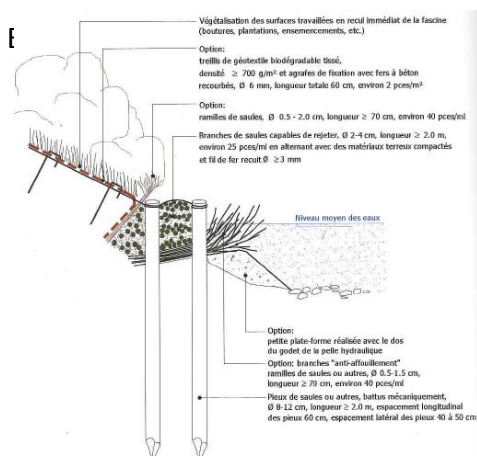 E
Végétalisation des surfaces travaillées en recul immédiat de la fascine
(boutures, plantations, ensemencements, etc.)
Option:
treillis de géotextile biodégradable tissé,
densité ≥ 700 g/m² et agrafes de fixation avec fers à béton
recourbés, Ø 6 mm, longueur totale 60 cm, environ 2 pces/m²
Option:
ramilles de saules, Ø 0.5 - 2.0 cm, longueur ≥ 70 cm, environ 40 pces/ml
Branches de saules capables de rejeter, Ø 2-4 cm, longueur ≥ 2.0 m,
environ 25 pces/ml en alternant avec des matériaux terreux compactés
et fil de fer recuit Ø ≥3 mm
Niveau moyen des eaux
Option:
petite plate-forme réalisée avec le dos
du godet de la pelle hydraulique
Option: branches "anti-affouillement"
ramilles de saules ou autres, Ø 0.5-1.5 cm,
longueur ≥ 70 cm, environ 40 pces/ml
Pieux de saules ou autres, battus mécaniquement,
Ø 8-12 cm, longueur ≥ 2.0 m, espacement longitudinal
des pieux 60 cm, espacement latéral des pieux 40 à 50 cm